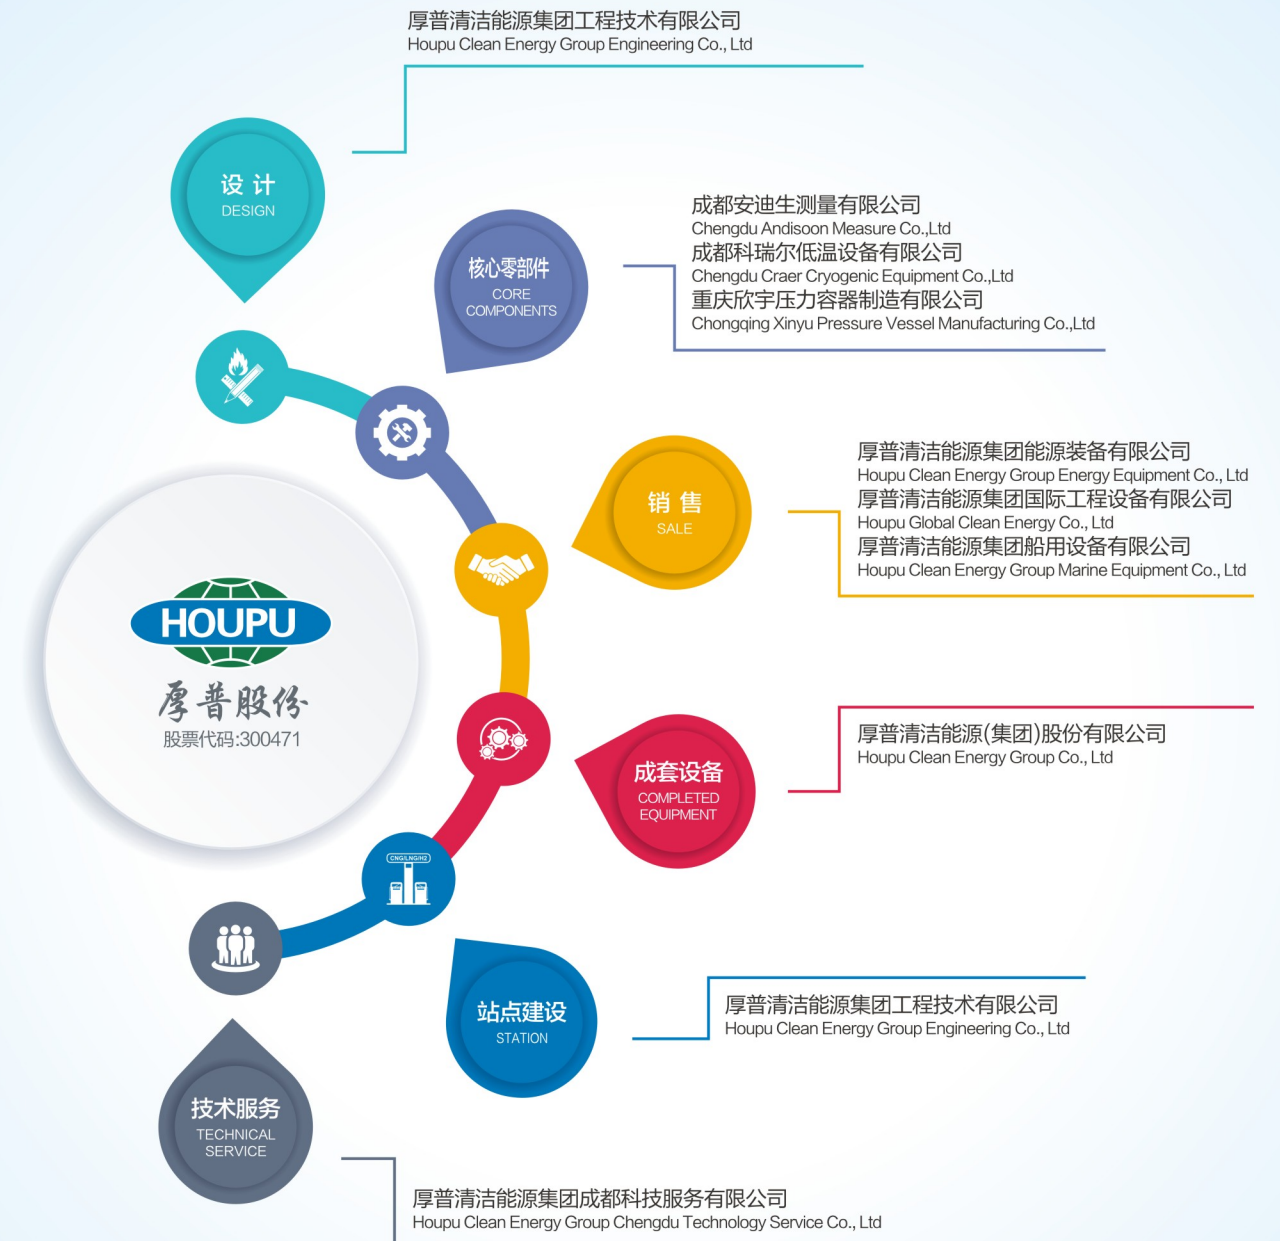 厚普清洁能源集团工程技术有限公司
Houpu Clean Energy Group Engineering Co., Ltd
设 计
DESIGN
成都安迪生测量有限公司
Chengdu Andisoon Measure Co.,Ltd
成都科瑞尔低温设备有限公司
Chengdu Craer Cryogenic Equipment Co.,Ltd
重庆欣宇压力容器制造有限公司
Chongqing Xinyu Pressure Vessel Manufacturing Co.,Ltd
核心零部件
CORE
COMPONENTS
厚普清洁能源集团能源装备有限公司
Houpu Clean Energy Group Energy Equipment Co., Ltd
厚普清洁能源集团国际工程设备有限公司
Houpu Global Clean Energy Co., Ltd
厚普清洁能源集团船用设备有限公司
Houpu Clean Energy Group Marine Equipment Co., Ltd
销 售
SALE
HOUPU
厚普股份
股票代码:300471
厚普清洁能源(集团)股份有限公司
Houpu Clean Energy Group Co., Ltd
成套设备
COMPLETED
EQUIPMENT
CNG/LNG/H2
站点建设
STATION
厚普清洁能源集团工程技术有限公司
Houpu Clean Energy Group Engineering Co., Ltd
技术服务
TECHNICAL
SERVICE
厚普清洁能源集团成都科技服务有限公司
Houpu Clean Energy Group Chengdu Technology Service Co., Ltd